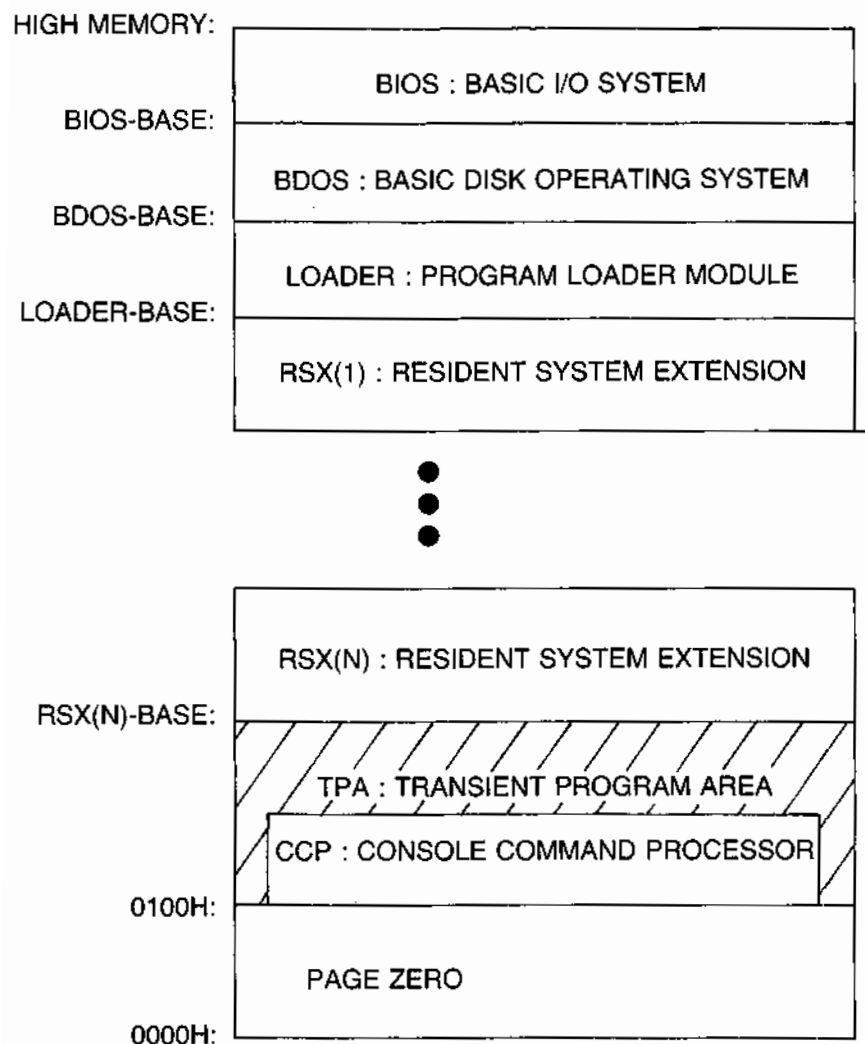 HIGH MEMORY:
BIOS : BASIC I/O SYSTEM
BIOS-BASE:
BDOS : BASIC DISK OPERATING SYSTEM
BDOS-BASE:
LOADER : PROGRAM LOADER MODULE
LOADER-BASE:
RSX(1) : RESIDENT SYSTEM EXTENSION
RSX(N) : RESIDENT SYSTEM EXTENSION
RSX(N)-BASE:
TPA : TRANSIENT PROGRAM AREA
CCP : CONSOLE COMMAND PROCESSOR
0100H:
PAGE ZERO
0000H: